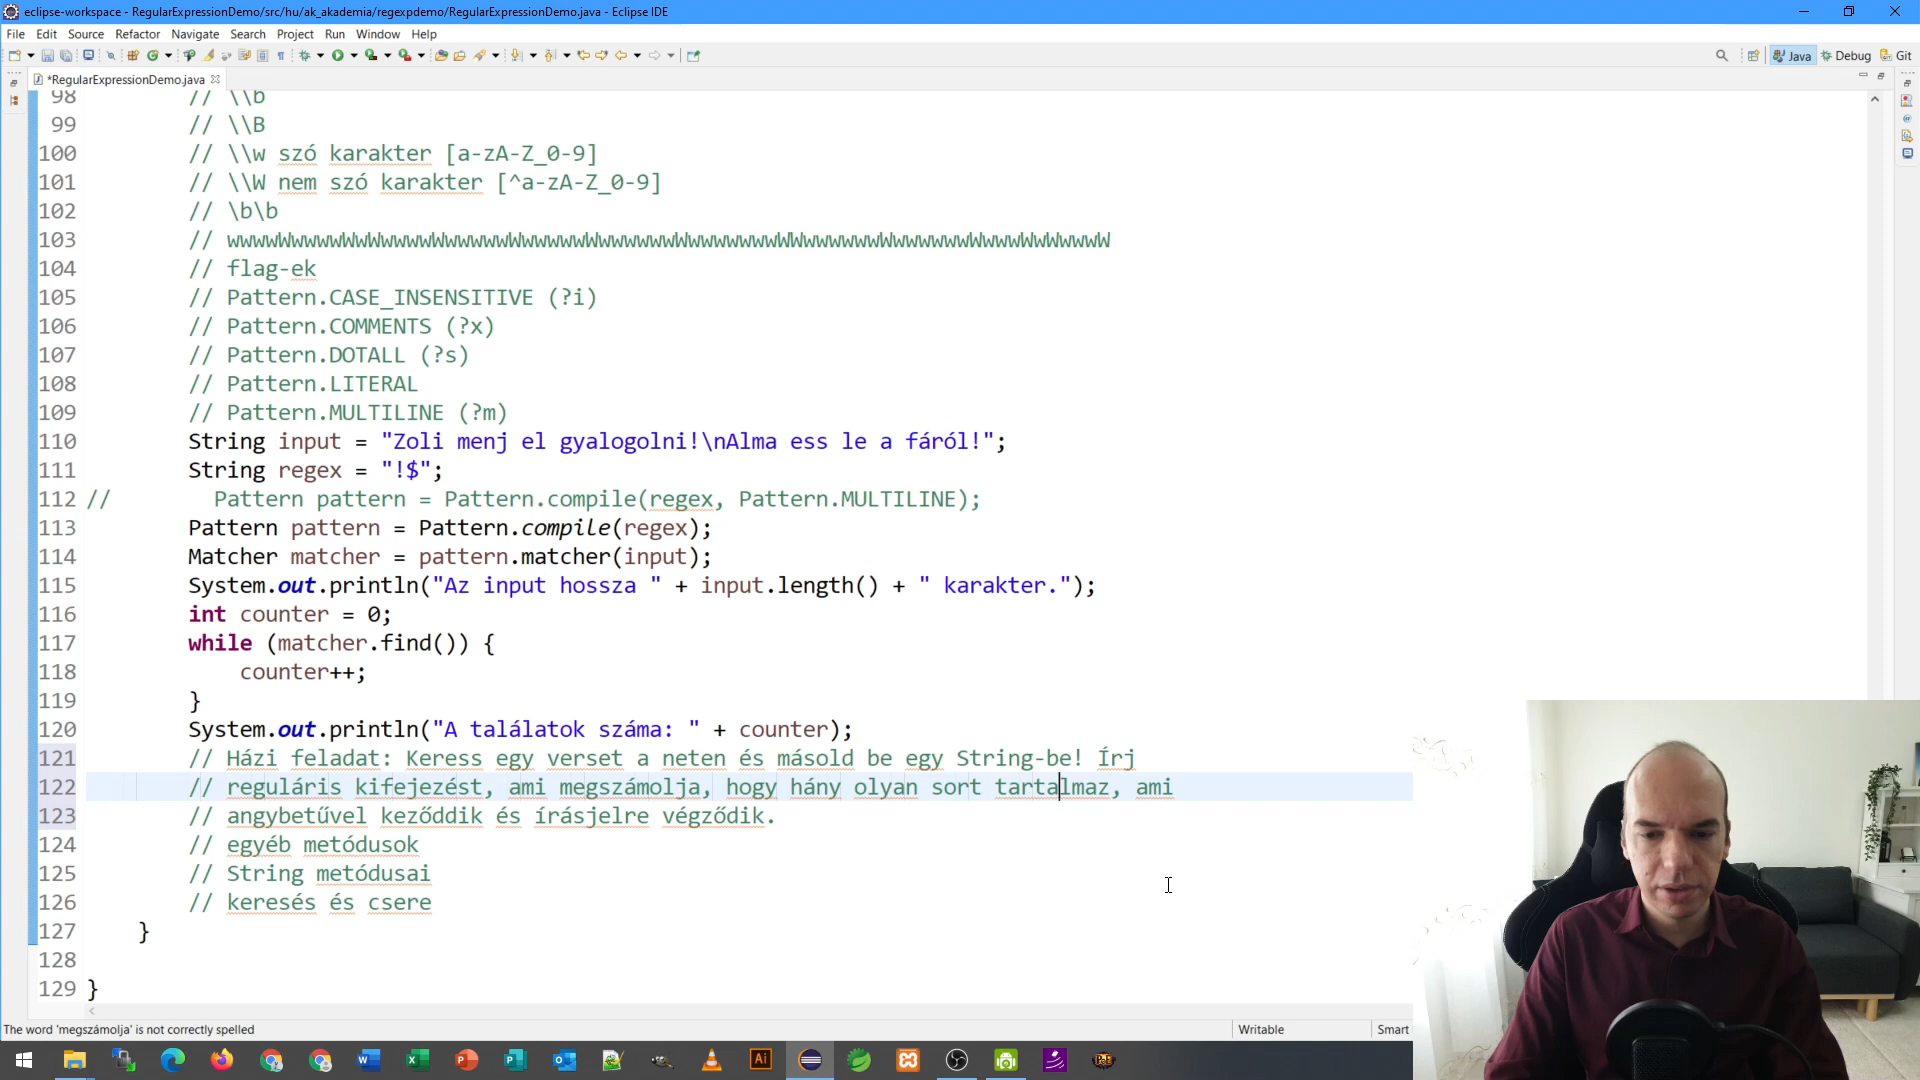 eclipse-workspace - RegularExpressionDemo/src/hu/ak_akademia/regexpdemo/RegularExpressionDemo.java - Eclipse IDE
File Edit Source Refactor Navigate Search Project Run Window Help
Java Debug Git
*RegularExpressionDemo.java
98 // \\b
99 // \\B
100 // \\w szó karakter [a-zA-Z_0-9]
101 // \\W nem szó karakter [^a-zA-Z_0-9]
102 // \b\b
104 // flag-ek
105 // Pattern.CASE_INSENSITIVE (?i)
106 // Pattern.COMMENTS (?x)
107 // Pattern.DOTALL (?s)
108 // Pattern.LITERAL
109 // Pattern.MULTILINE (?m)
110 String input = "Zoli menj el gyalogolni!\nAlma ess le a fáról!";
111 String regex = "!$";
112 // Pattern pattern = Pattern.compile(regex, Pattern.MULTILINE);
113 Pattern pattern = Pattern.compile(regex);
114 Matcher matcher = pattern.matcher(input);
115 System.out.println("Az input hossza " + input.length() + " karakter.");
116 int counter = 0;
117 while (matcher.find()) {
118 counter++;
119 }
120 System.out.println("A találatok száma: " + counter);
121 // Házi feladat: Keress egy verset a neten és másold be egy String-be! Írj
122 // reguláris kifejezést, ami megszámolja, hogy hány olyan sort tartalmaz, ami
123 // angybetűvel keződdik és írásjelre végződik.
124 // egyéb metódusok
125 // String metódusai
126 // keresés és csere
127 }
128
129 }
The word 'megszámolja' is not correctly spelled
Writable
Smart